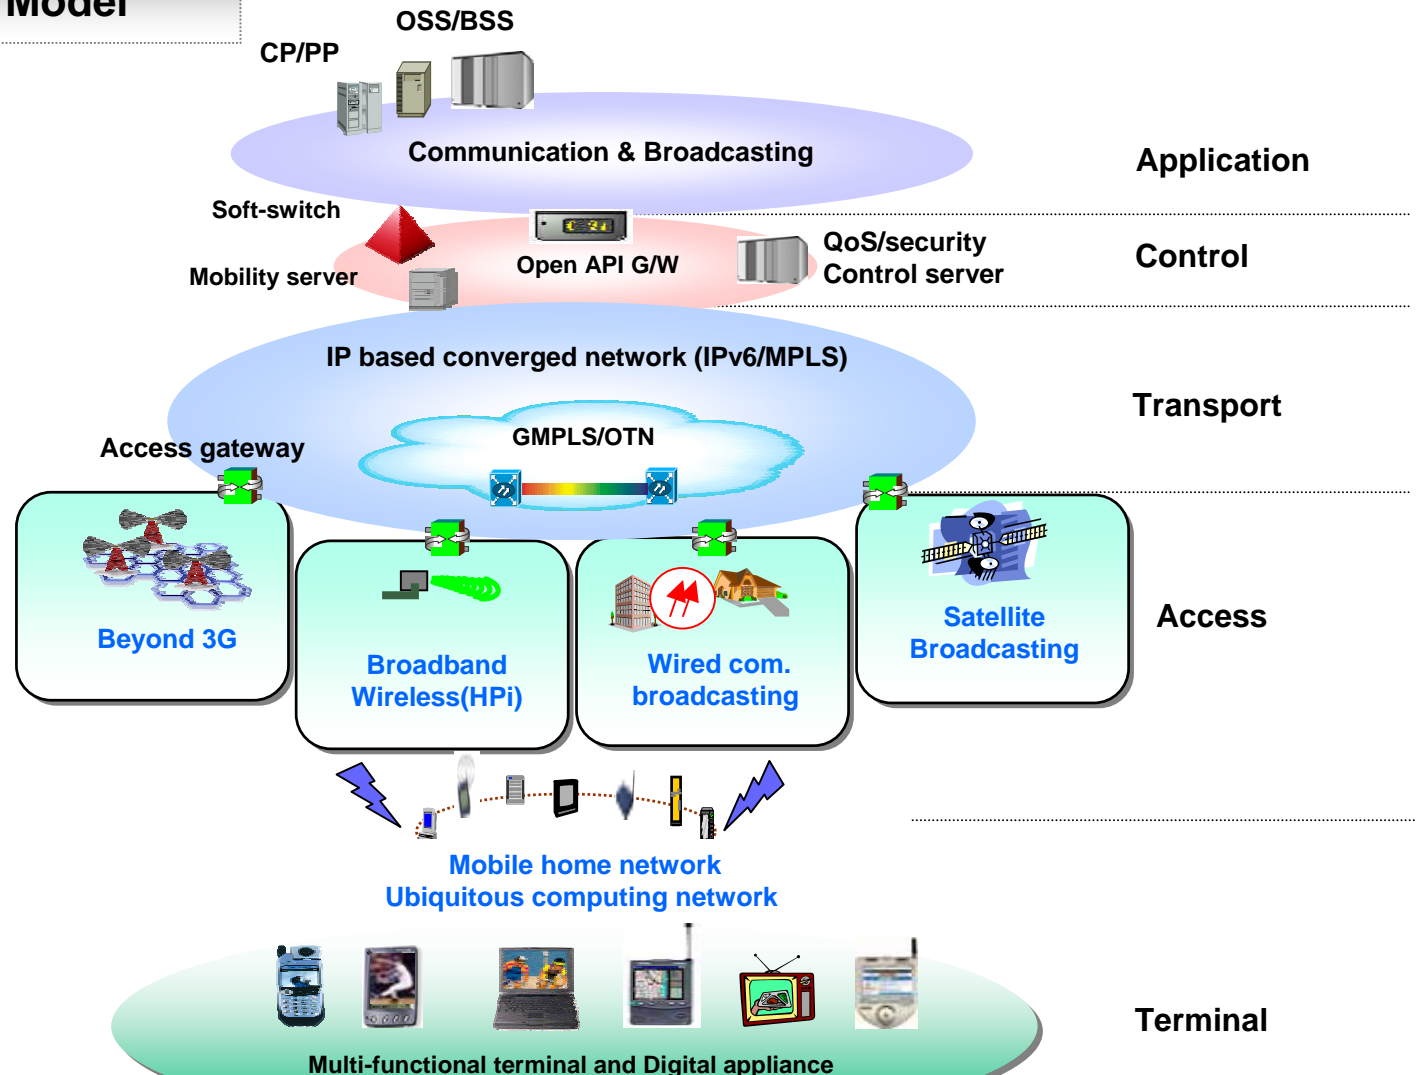 Model
OSS/BSS
CP/PP
Communication & Broadcasting
Application
Soft-switch
Open API G/W
QoS/security
Control server
Control
Mobility server
IP based converged network (IPv6/MPLS)
Transport
GMPLS/OTN
Access gateway
Beyond 3G
Broadband
Wireless(HPi)
Wired com.
broadcasting
Satellite
Broadcasting
Access
Mobile home network
Ubiquitous computing network
Terminal
Multi-functional terminal and Digital appliance